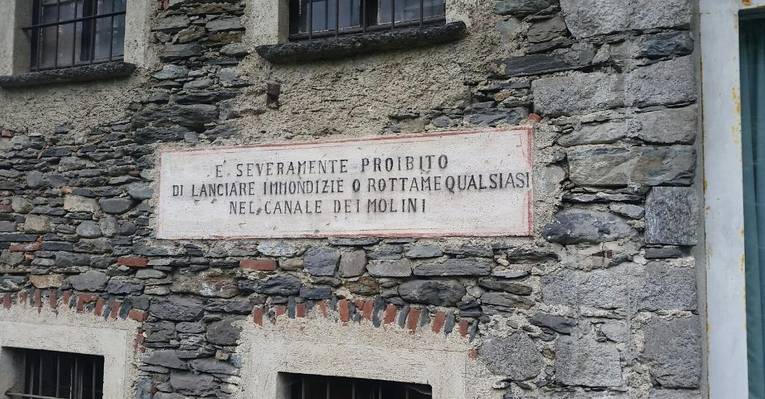 E' SEVERAMENTE PROIBITO
DI LANCIARE IMMONDIZIE O ROTTAME QUALSIASI
NEL CANALE DEI MOLINI